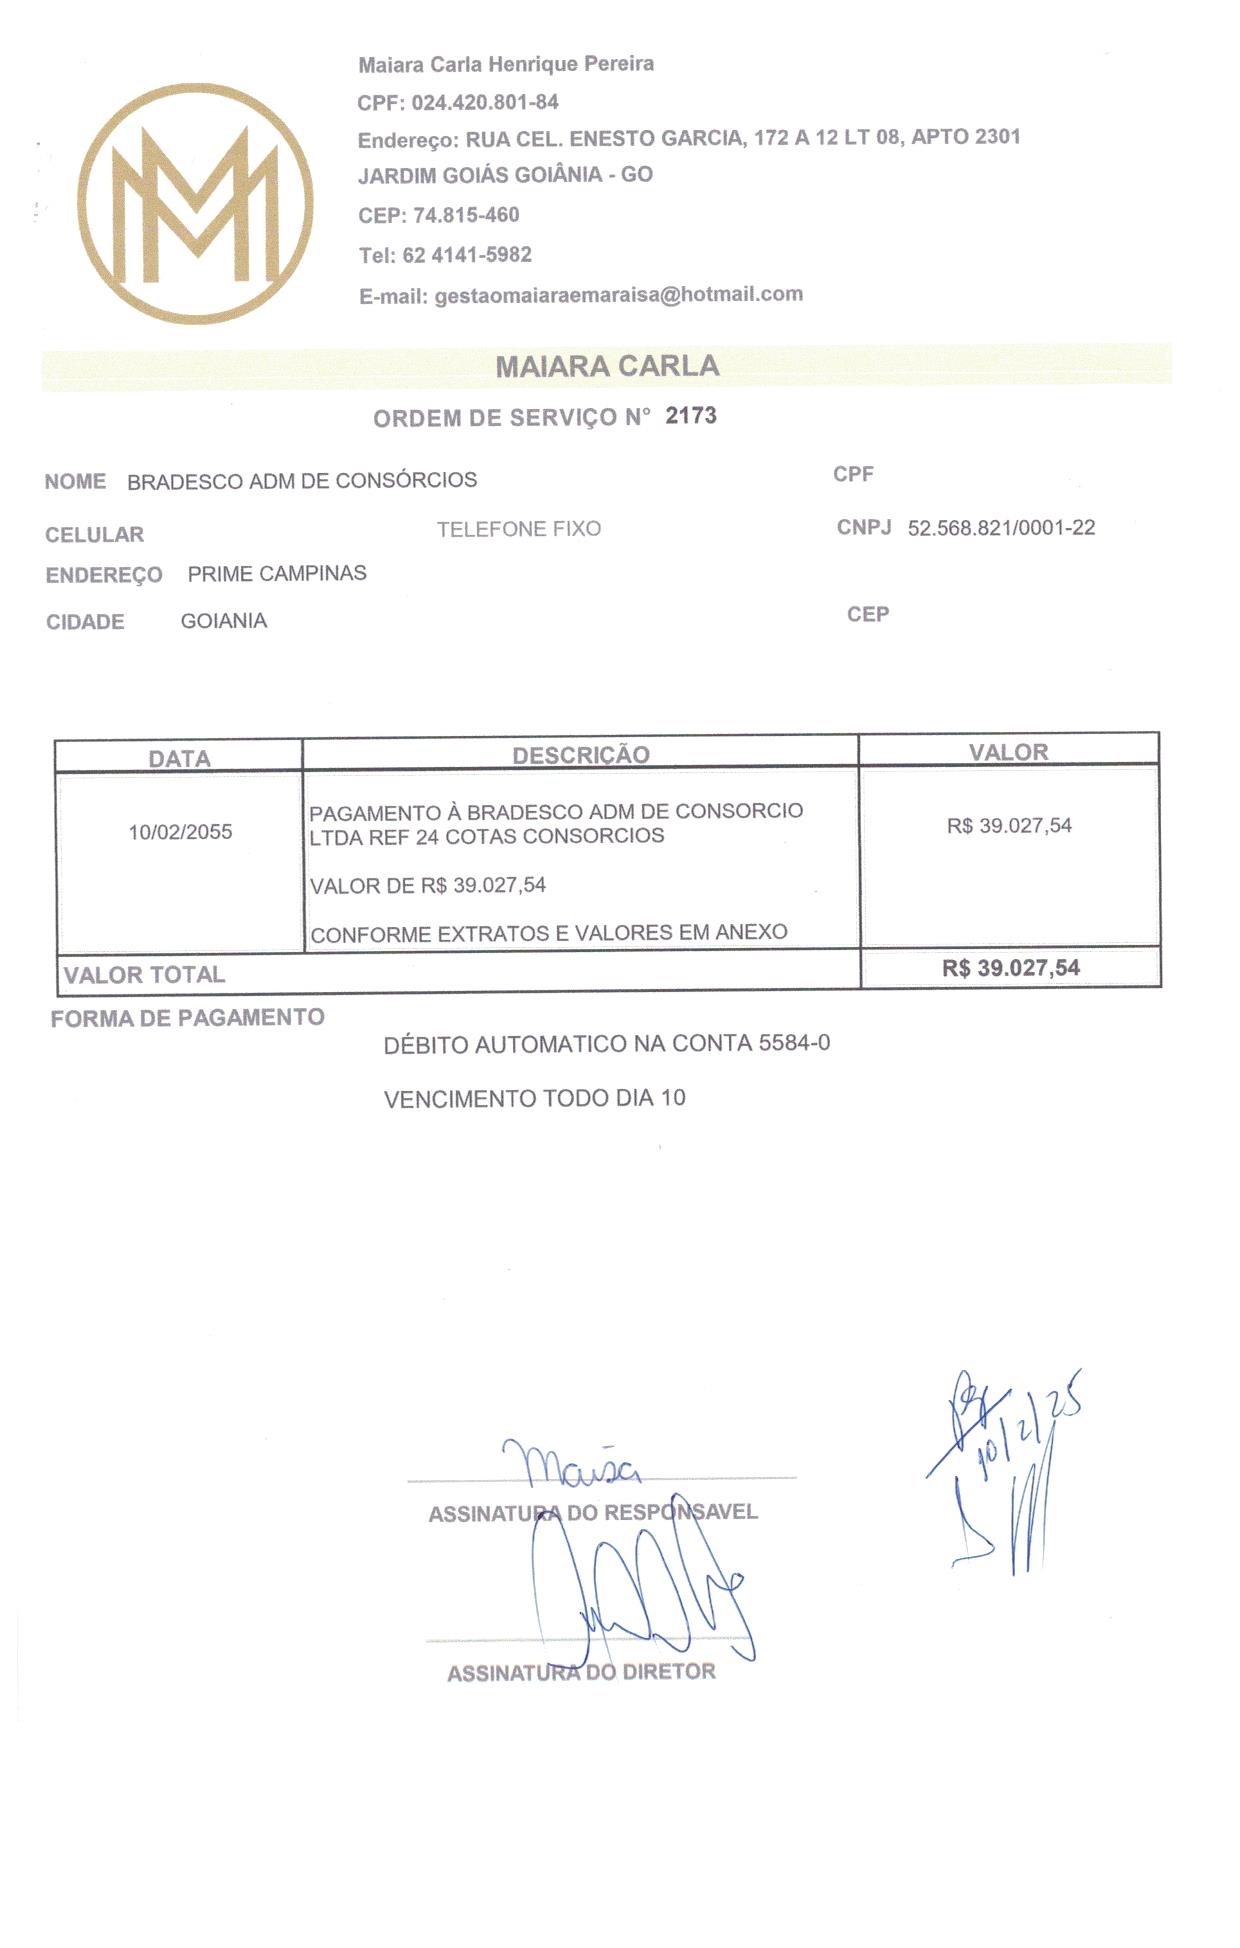 Maiara Carla Henrique Pereira
CPF: 024.420.801-84
Endereço: RUA CEL. ENESTO GARCIA, 172 A 12 LT 08, APTO 2301
JARDIM GOIÁS GOIÂNIA - GO
CEP: 74.815-460
Tel: 62 4141-5982
E-mail: gestaomaiaraemaraisa@hotmail.com
MAIARA CARLA
ORDEM DE SERVIÇO N° 2173
NOME BRADESCO ADM DE CONSÓRCIOS CPF
CELULAR TELEFONE FIXO CNPJ 52.568.821/0001-22
ENDEREÇO PRIME CAMPINAS
CIDADE GOIANIA CEP
DATA DESCRIÇÃO VALOR
10/02/2055 PAGAMENTO À BRADESCO ADM DE CONSORCIO R$ 39.027,54
LTDA REF 24 COTAS CONSORCIOS
VALOR DE R$ 39.027,54
CONFORME EXTRATOS E VALORES EM ANEXO
VALOR TOTAL R$ 39.027,54
FORMA DE PAGAMENTO
DÉBITO AUTOMATICO NA CONTA 5584-0
VENCIMENTO TODO DIA 10
10/2/25
ASSINATURA DO RESPONSAVEL
ASSINATURA DO DIRETOR